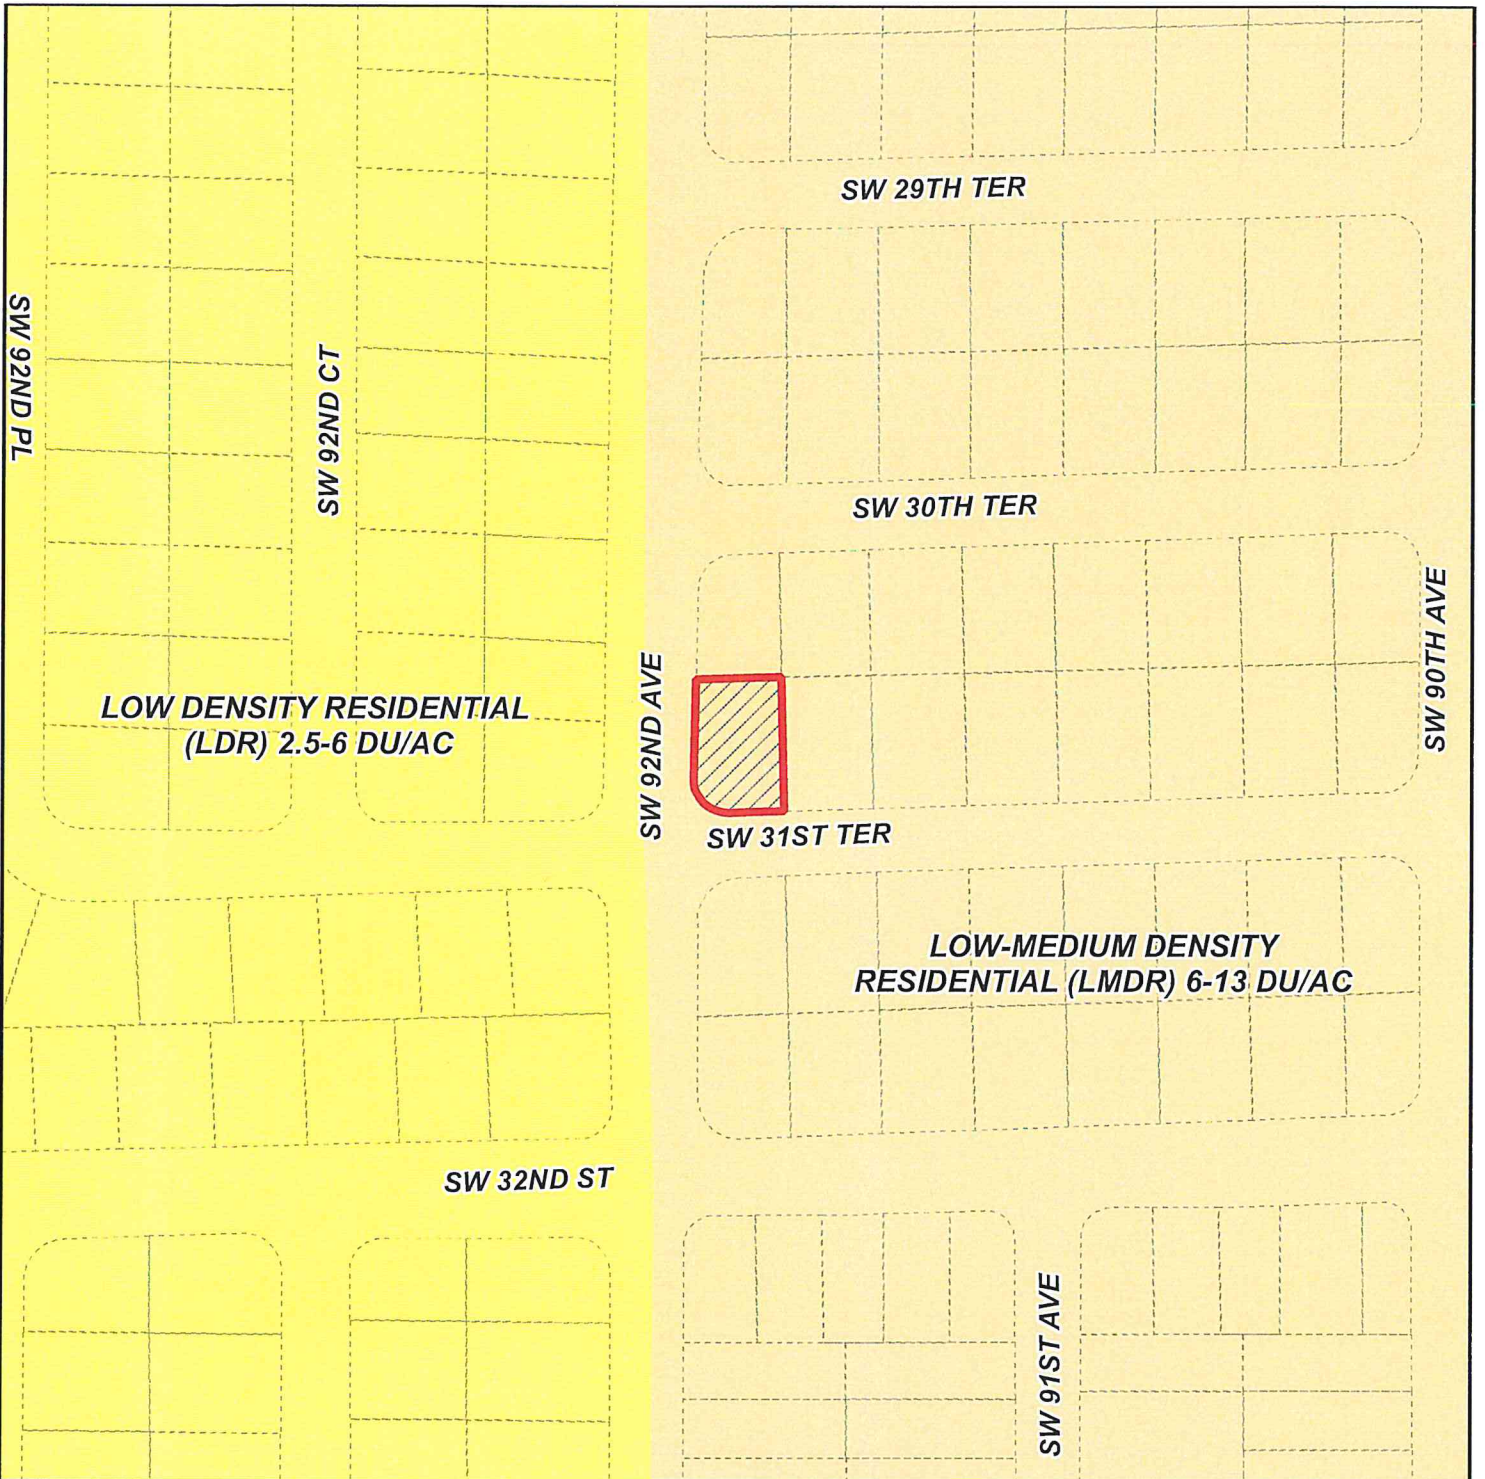 SW 29TH TER
SW 92ND PL
SW 92ND CT
SW 30TH TER
SW 90TH AVE
SW 92ND AVE
LOW DENSITY RESIDENTIAL
(LDR) 2.5-6 DU/AC
SW 31ST TER
LOW-MEDIUM DENSITY
RESIDENTIAL (LMDR) 6-13 DU/AC
SW 32ND ST
SW 91ST AVE